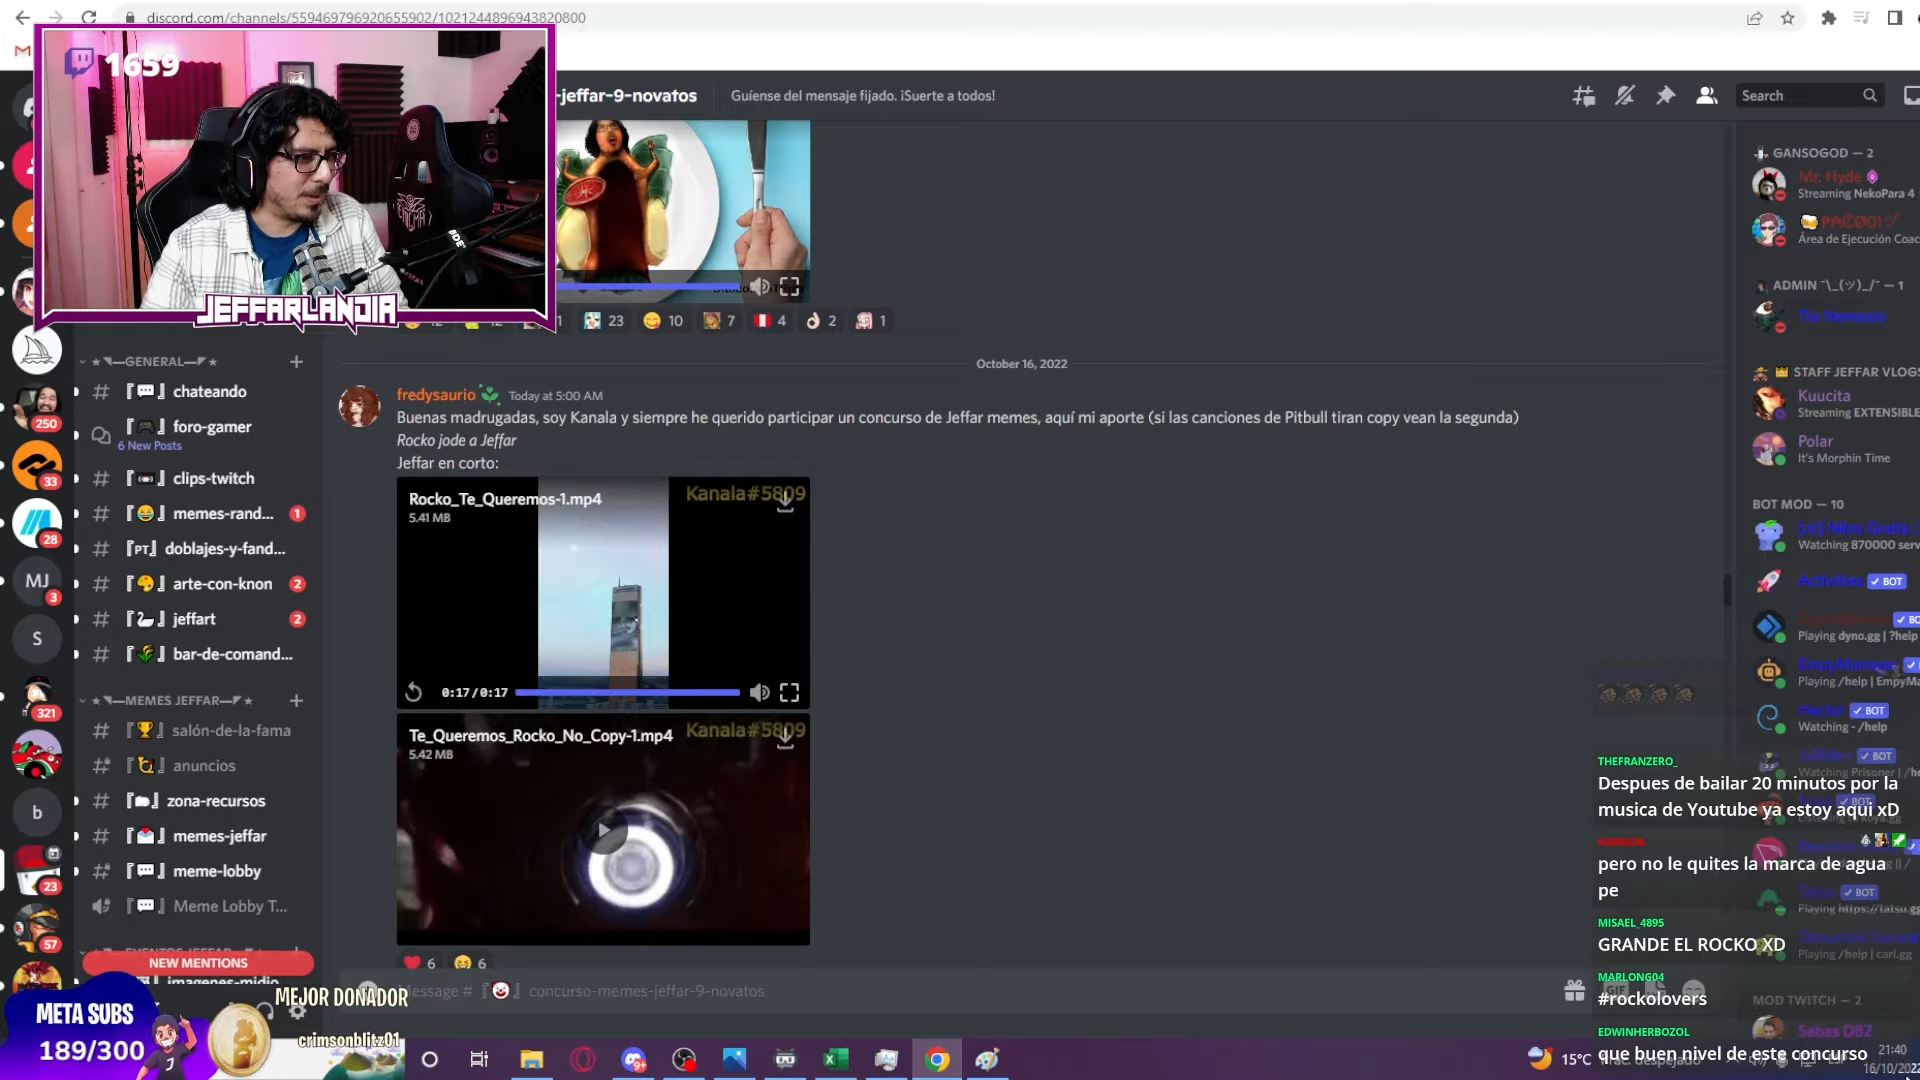 discord.com/channels/559469796920655902/1021244896943820800
1659
JEFFARLANDIA
-jeffar-9-novatos
Guíense del mensaje fijado. ¡Suerte a todos!
Search
23
10
7
4
2
1
October 16, 2022
fredysaurio
Today at 5:00 AM
Buenas madrugadas, soy Kanala y siempre he querido participar un concurso de Jeffar memes, aquí mi aporte (si las canciones de Pitbull tiran copy vean la segunda)
Rocko jode a Jeffar
Jeffar en corto:
Rocko_Te_Queremos-1.mp4
5.41 MB
Kanala#5809
0:17/0:17
Te_Queremos_Rocko_No_Copy-1.mp4
5.42 MB
Kanala#5809
6
6
Message #
concurso-memes-jeffar-9-novatos
GENERAL
chateando
foro-gamer
6 New Posts
clips-twitch
memes-rand...
1
doblajes-y-fand...
arte-con-knon
2
jeffart
2
bar-de-comand...
MEMES JEFFAR
salón-de-la-fama
anuncios
zona-recursos
memes-jeffar
meme-lobby
Meme Lobby T...
NEW MENTIONS
250
33
28
MJ
3
S
321
b
23
57
META SUBS
189/300
MEJOR DONADOR
crimsonblitz01
GANSOGOD — 2
Mr. Hyde
Streaming NekoPara 4
Área de Ejecución Coac
ADMIN ¯\_(ツ)_/¯ — 1
Tio Nemesis
STAFF JEFFAR VLOGS
Kuucita
Streaming EXTENSIBLE
Polar
It's Morphin Time
BOT MOD — 10
Watching 870000 serv
BOT
Playing dyno.gg | ?help
Playing /help | EmpyMa
BOT
Watching - /help
BOT
THEFRANZERO_
Despues de bailar 20 minutos por la
musica de Youtube ya estoy aqui xD
pero no le quites la marca de agua
pe
BOT
MISAEL_4895
GRANDE EL ROCKO XD
Playing /help | carl.gg
MARLONG04
#rockolovers
MOD TWITCH — 2
Sebas DBZ
EDWINHERBOZOL
que buen nivel de este concurso
15°C
21:40
16/10/2022